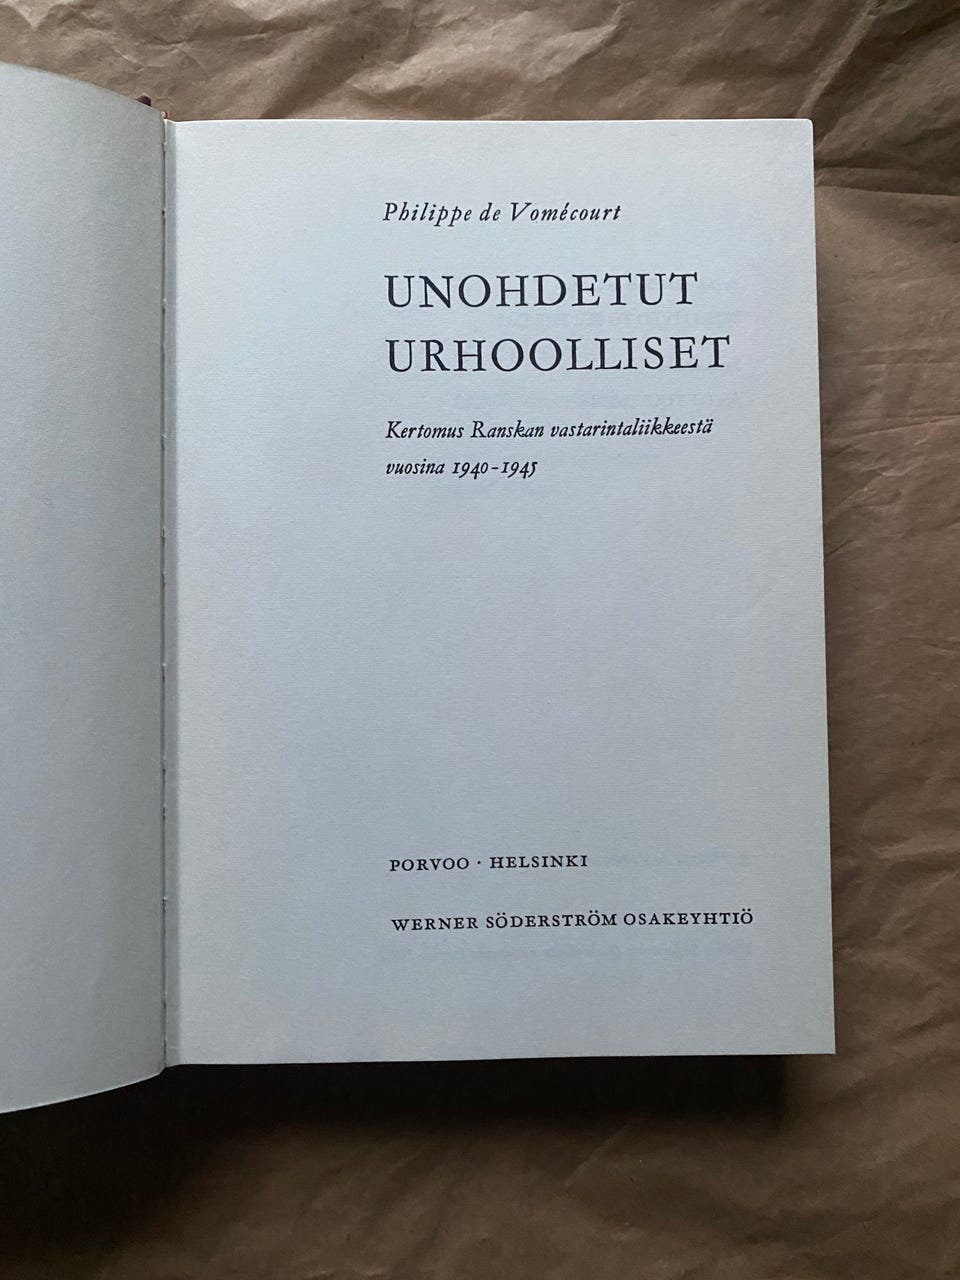 Philippe de Vomécourt
UNOHDETUT
URHOOLLISET
Kertomus Ranskan vastarintaliikkeestä
vuosina 1940-1945
PORVOO · HELSINKI
WERNER SÖDERSTRÖM OSAKEYHTIÖ